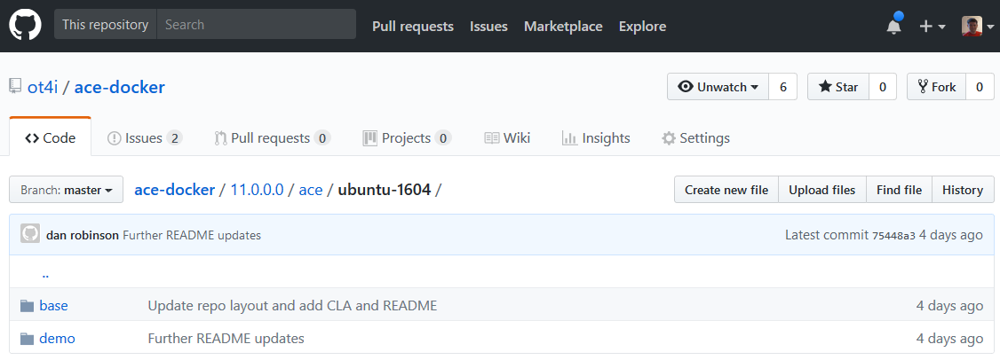 This repository Search Pull requests Issues Marketplace Explore
ot4i / ace-docker Unwatch 6 Star 0 Fork 0
Code Issues 2 Pull requests 0 Projects 0 Wiki Insights Settings
Branch: master ace-docker / 11.0.0.0 / ace / ubuntu-1604 / Create new file Upload files Find file History
dan robinson Further README updates Latest commit 75448a3 4 days ago
..
base Update repo layout and add CLA and README 4 days ago
demo Further README updates 4 days ago